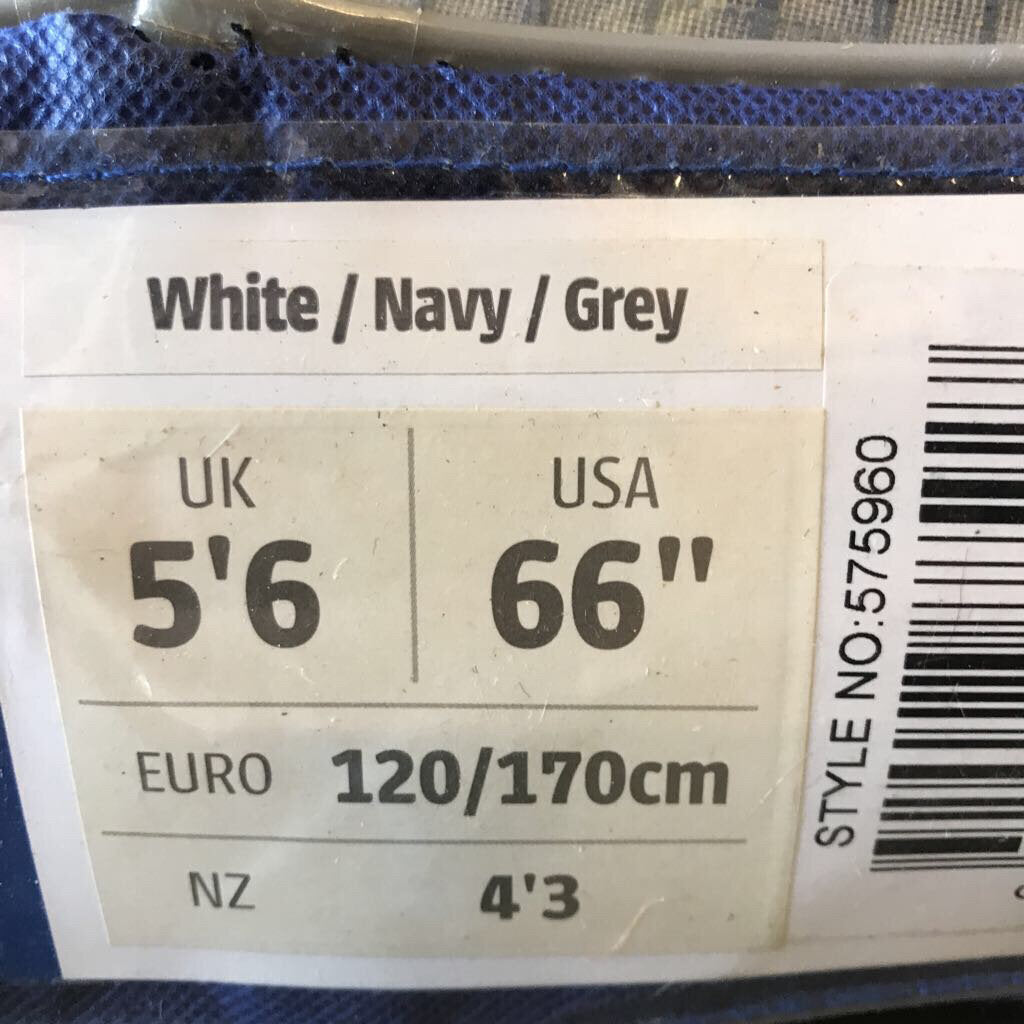 White / Navy / Grey
UK
5'6
USA
66"
EURO 120/170cm
NZ 4'3
STYLE NO:575960